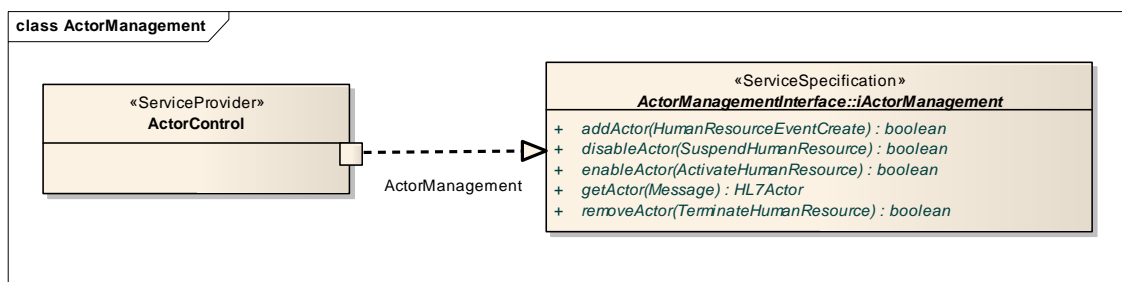 class ActorManagement
«ServiceProvider»
ActorControl
ActorManagement
«ServiceSpecification»
ActorManagementInterface::iActorManagement
+ addActor(HumanResourceEventCreate) : boolean
+ disableActor(SuspendHumanResource) : boolean
+ enableActor(ActivateHumanResource) : boolean
+ getActor(Message) : HL7Actor
+ removeActor(TerminateHumanResource) : boolean